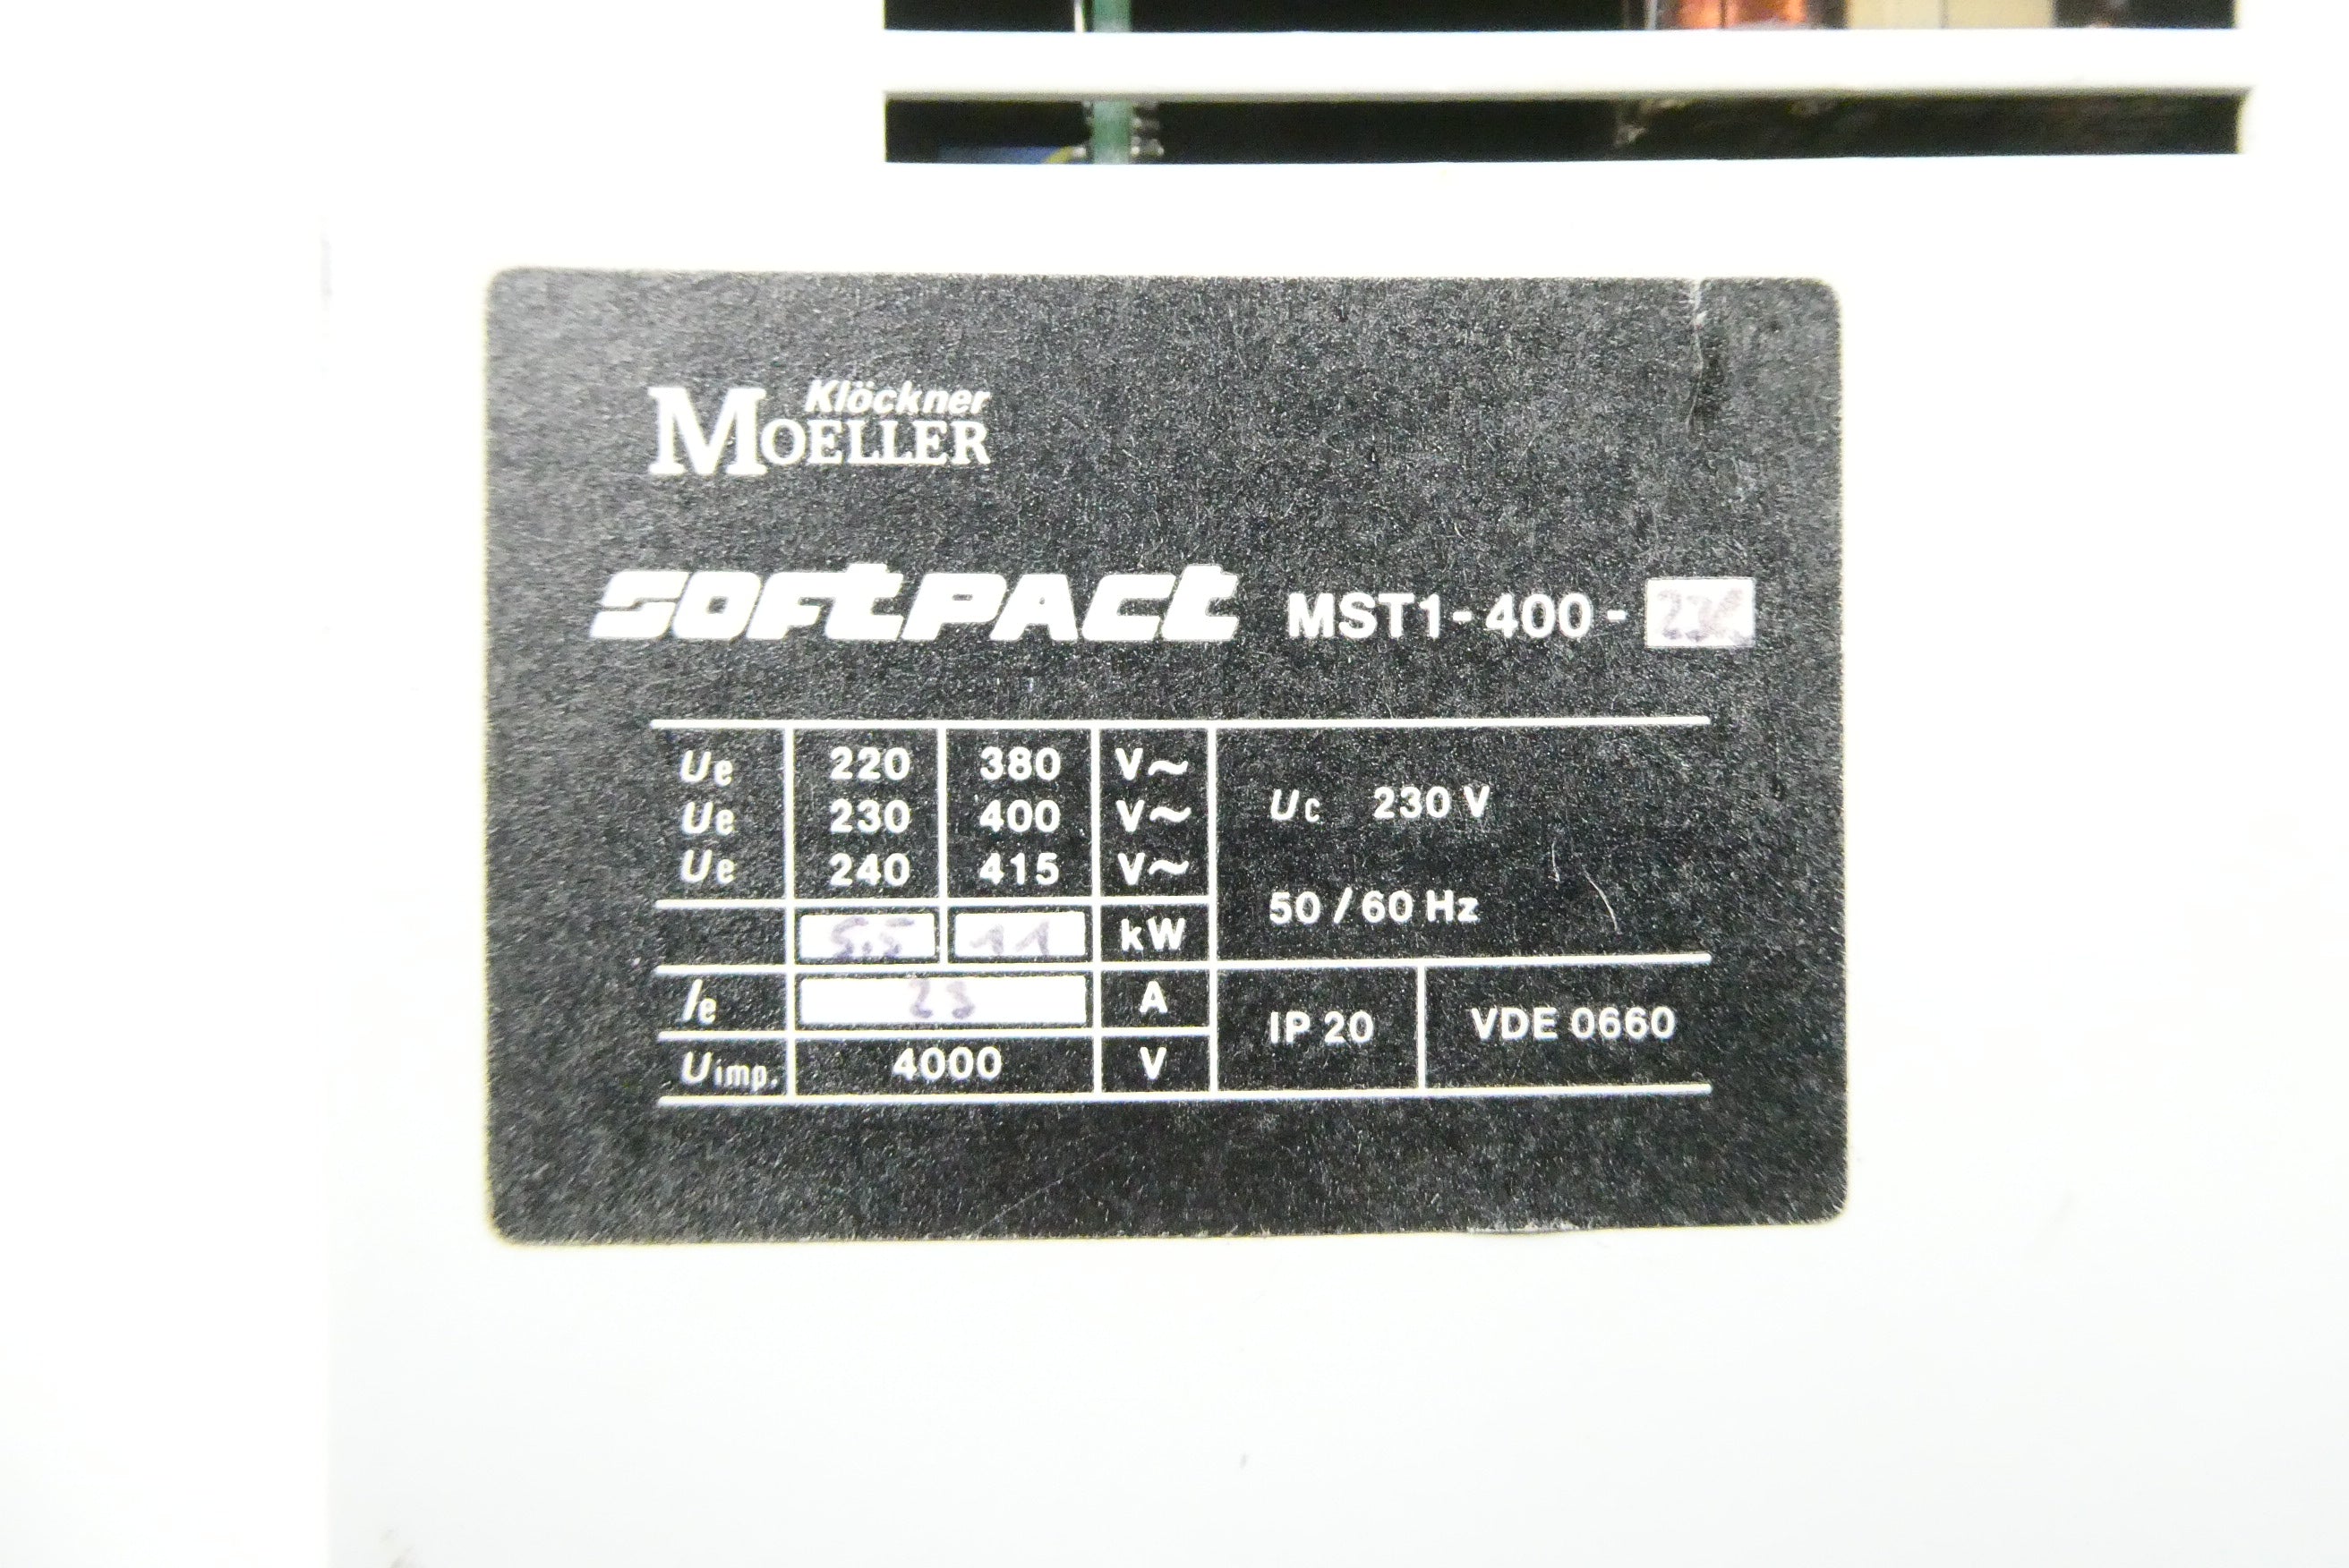 Klöckner
MOELLER
SOFTPACT MST1-400-
Ue 220 380 V~
Ue 230 400 V~
Ue 240 415 V~
Uc 230 V
5.5 11 kW
50/60 Hz
Ie 23 A
IP 20 VDE 0660
Uimp. 4000 V